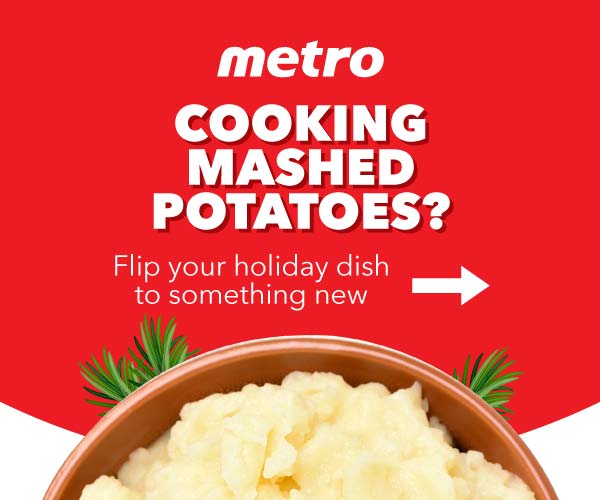 metro
COOKING
MASHED
POTATOES?
Flip your holiday dish
to something new